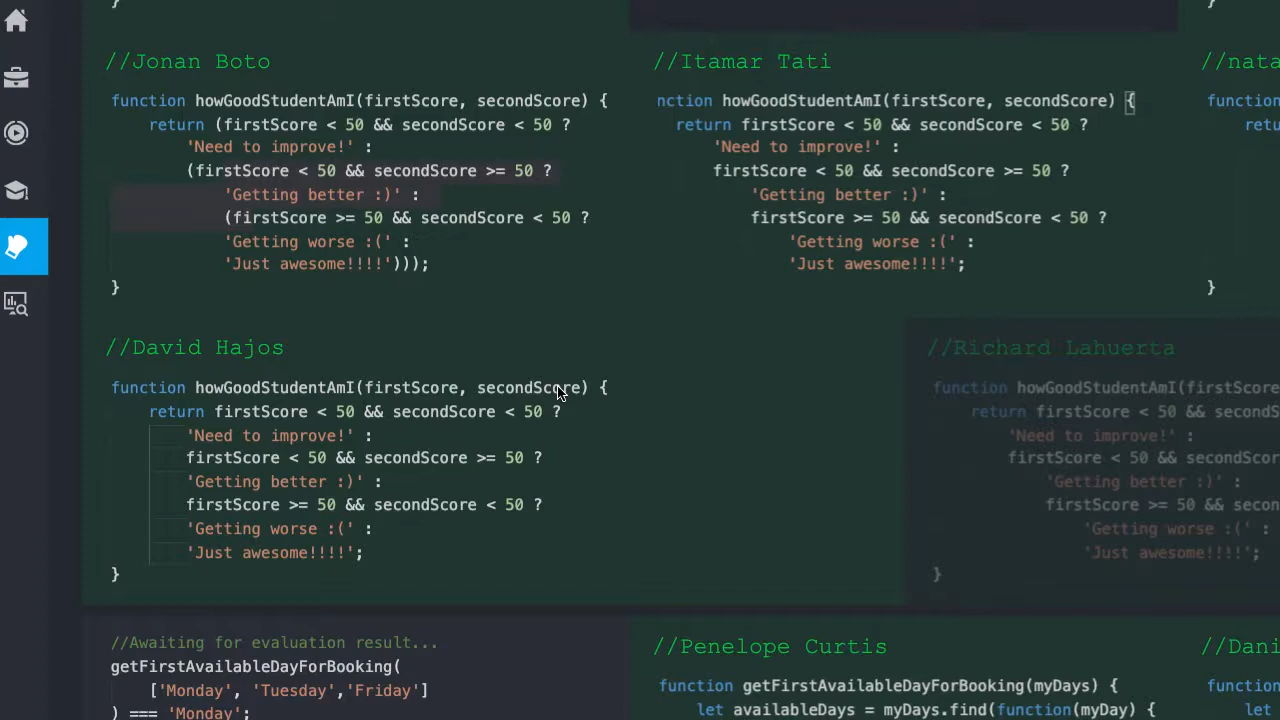 }
}
//Jonan Boto
function howGoodStudentAmI(firstScore, secondScore) {
return (firstScore < 50 && secondScore < 50 ?
'Need to improve!' :
(firstScore < 50 && secondScore >= 50 ?
'Getting better :)' :
(firstScore >= 50 && secondScore < 50 ?
'Getting worse :(' :
'Just awesome!!!!')));
}
//Itamar Tati
nction howGoodStudentAmI(firstScore, secondScore) {
return firstScore < 50 && secondScore < 50 ?
'Need to improve!' :
firstScore < 50 && secondScore >= 50 ?
'Getting better :)' :
firstScore >= 50 && secondScore < 50 ?
'Getting worse :(' :
'Just awesome!!!!';
//nata
function
retu
}
//David Hajos
function howGoodStudentAmI(firstScore, secondScore) {
return firstScore < 50 && secondScore < 50 ?
'Need to improve!' :
firstScore < 50 && secondScore >= 50 ?
'Getting better :)' :
firstScore >= 50 && secondScore < 50 ?
'Getting worse :(' :
'Just awesome!!!!';
}
//Richard Lahuerta
function howGoodStudentAmI(firstScore
return firstScore < 50 && secondS
'Need to improve!' :
firstScore < 50 && secondScor
'Getting better :)' :
firstScore >= 50 && secon
'Getting worse :(' :
'Just awesome!!!!';
}
//Awaiting for evaluation result...
getFirstAvailableDayForBooking(
['Monday', 'Tuesday','Friday']
) === 'Monday';
//Penelope Curtis
function getFirstAvailableDayForBooking(myDays) {
let availableDays = myDays.find(function(myDay) {
//Dani
function
let